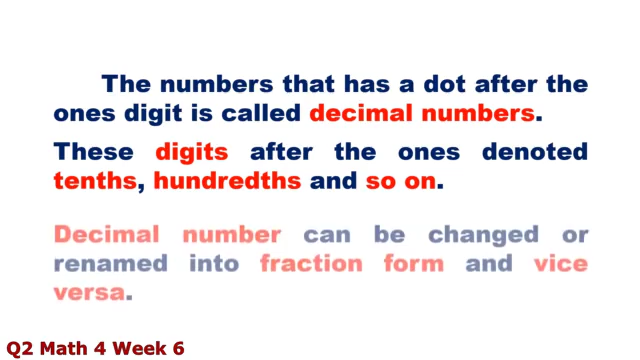 The numbers that has a dot after the
ones digit is called decimal numbers.
These digits after the ones denoted
tenths, hundredths and so on.
Decimal number can be changed or
renamed into fraction form and vice
versa.
Q2 Math 4 Week 6